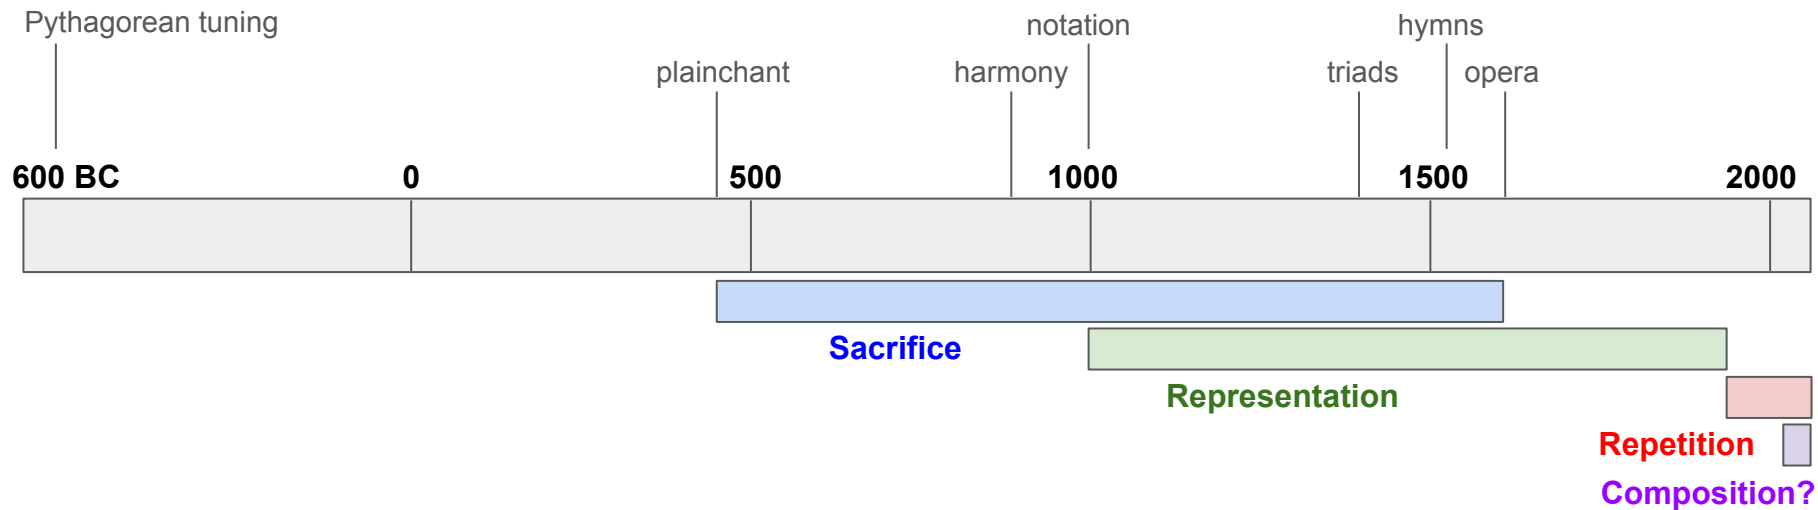 Pythagorean tuning
notation
hymns
plainchant
harmony
triads
opera
600 BC
0
500
1000
1500
2000
Sacrifice
Representation
Repetition
Composition?